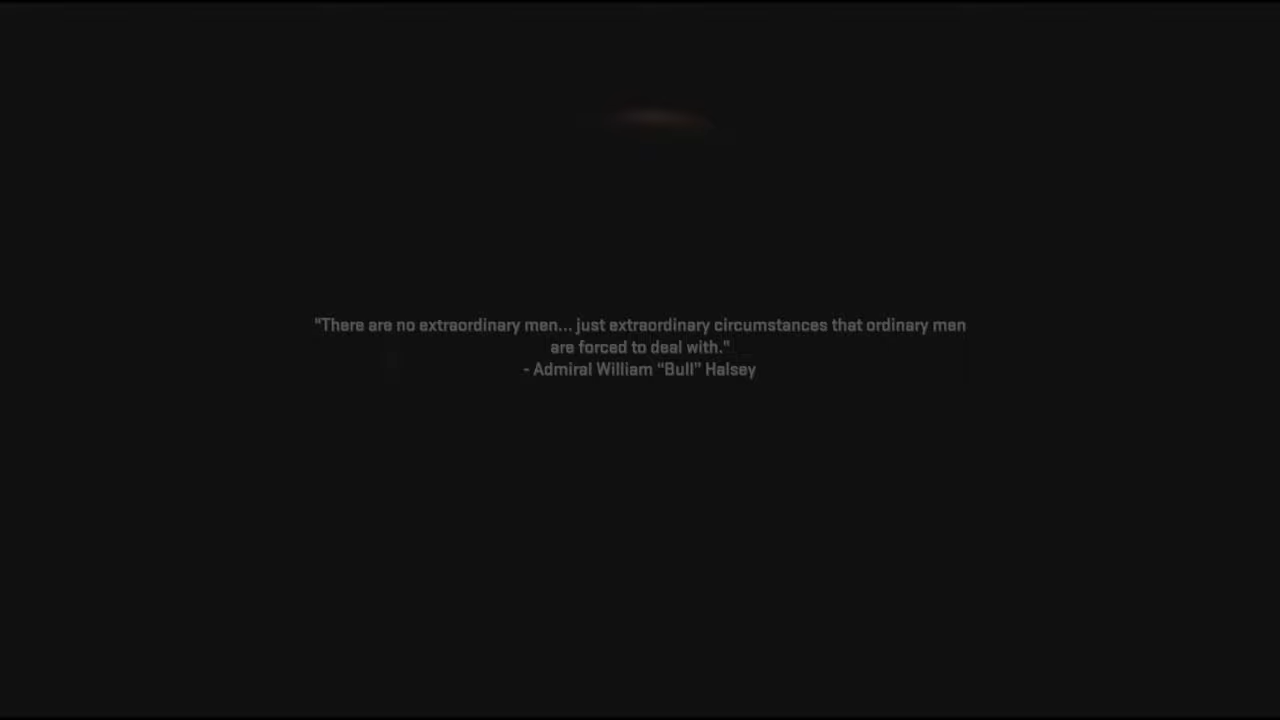 "There are no extraordinary men... just extraordinary circumstances that ordinary men
are forced to deal with."
- Admiral William “Bull” Halsey